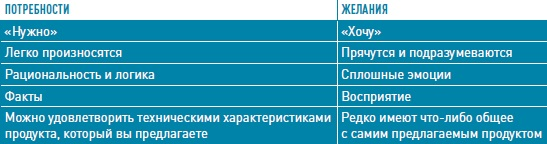 ПОТРЕБНОСТИ
ЖЕЛАНИЯ
«Нужно»
«Хочу»
Легко произносятся
Прячутся и подразумеваются
Рациональность и логика
Сплошные эмоции
Факты
Восприятие
Можно удовлетворить техническими характеристиками
продукта, который вы предлагаете
Редко имеют что-либо общее
с самим предлагаемым продуктом